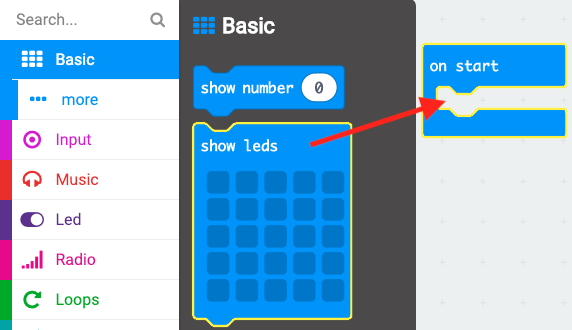 Search...
Basic
more
Input
Music
Led
Radio
Loops
Basic
show number 0
show leds
on start